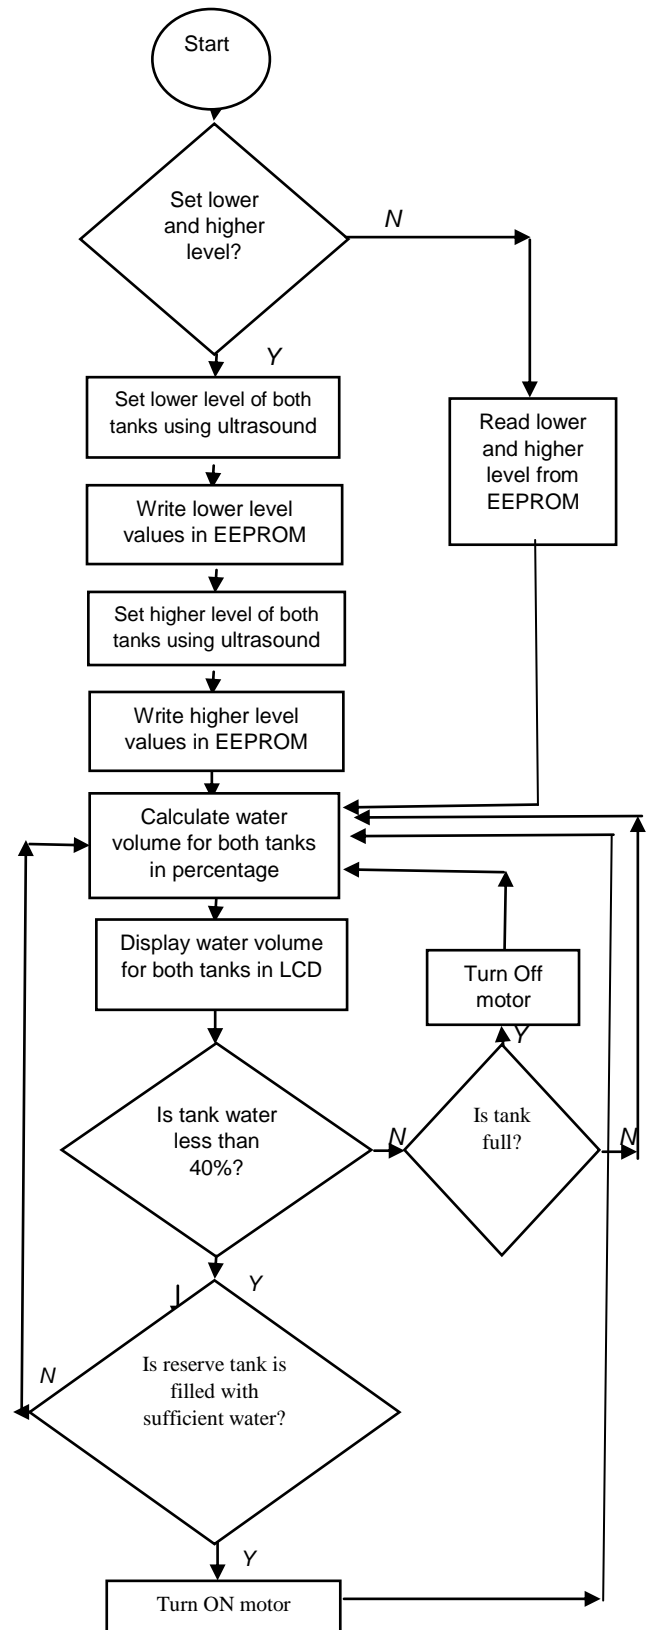 Start
Set lower
and higher
level?
N
Y
Set lower level of both
tanks using ultrasound
Read lower
and higher
level from
EEPROM
Write lower level
values in EEPROM
Set higher level of both
tanks using ultrasound
Write higher level
values in EEPROM
Calculate water
volume for both tanks
in percentage
Display water volume
for both tanks in LCD
Turn Off
motor
Y
Is tank water
less than
40%?
N
Is tank
full?
N
Y
Is reserve tank is
filled with
sufficient water?
N
Y
Turn ON motor